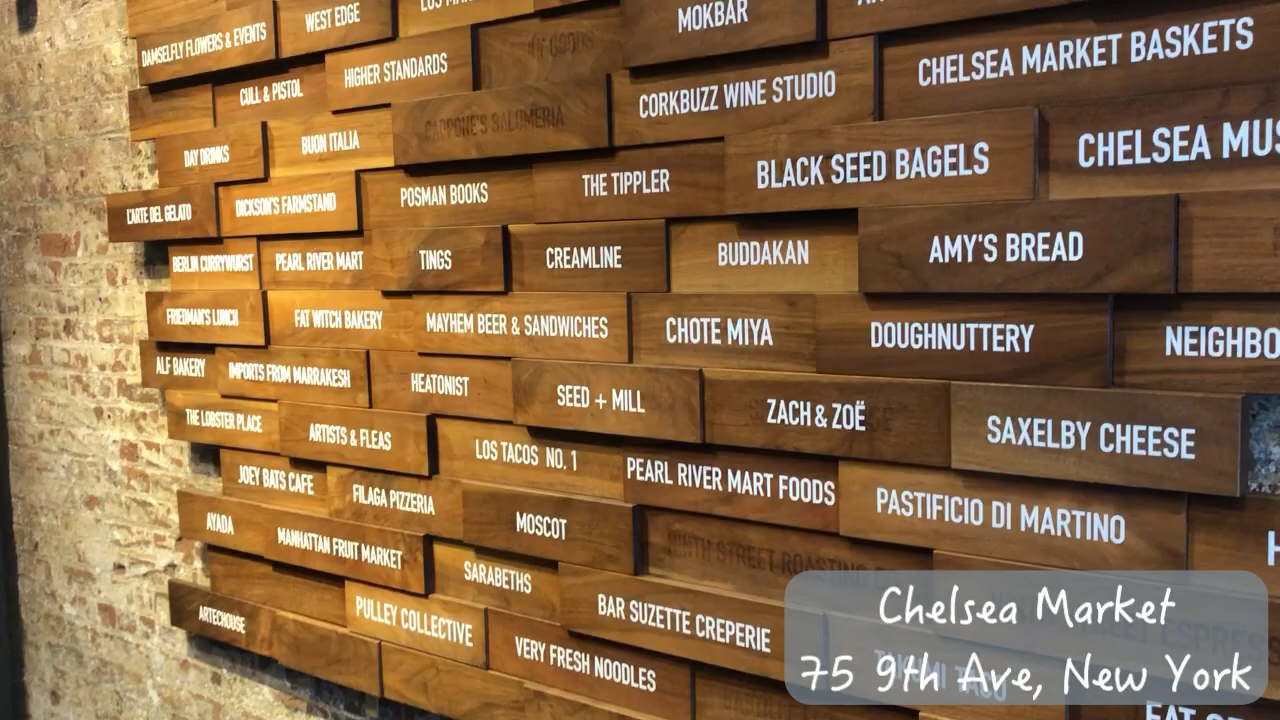 WEST EDGE
MOKBAR
DAMSELFLY FLOWERS & EVENTS
HIGHER STANDARDS
CHELSEA MARKET BASKETS
CULL & PISTOL
CORKBUZZ WINE STUDIO
DAY DRINKS
BUON ITALIA
CHELSEA MUS
L'ARTE DEL GELATO
DICKSON'S FARMSTAND
POSMAN BOOKS
THE TIPPLER
BLACK SEED BAGELS
BERLIN CURRYWURST
PEARL RIVER MART
TINGS
CREAMLINE
BUDDAKAN
AMY'S BREAD
FRIEDMAN'S LUNCH
FAT WITCH BAKERY
MAYHEM BEER & SANDWICHES
CHOTE MIYA
DOUGHNUTTERY
NEIGHBO
ALF BAKERY
IMPORTS FROM MARRAKESH
HEATONIST
SEED + MILL
ZACH & ZOË
SAXELBY CHEESE
THE LOBSTER PLACE
ARTISTS & FLEAS
LOS TACOS NO. 1
PEARL RIVER MART FOODS
PASTIFICIO DI MARTINO
JOEY BATS CAFE
FILAGA PIZZERIA
MOSCOT
NINTH STREET ROASTING
AYADA
MANHATTAN FRUIT MARKET
SARABETHS
BAR SUZETTE CREPERIE
ARTECHOUSE
PULLEY COLLECTIVE
VERY FRESH NOODLES
Chelsea Market
75 9th Ave, New York